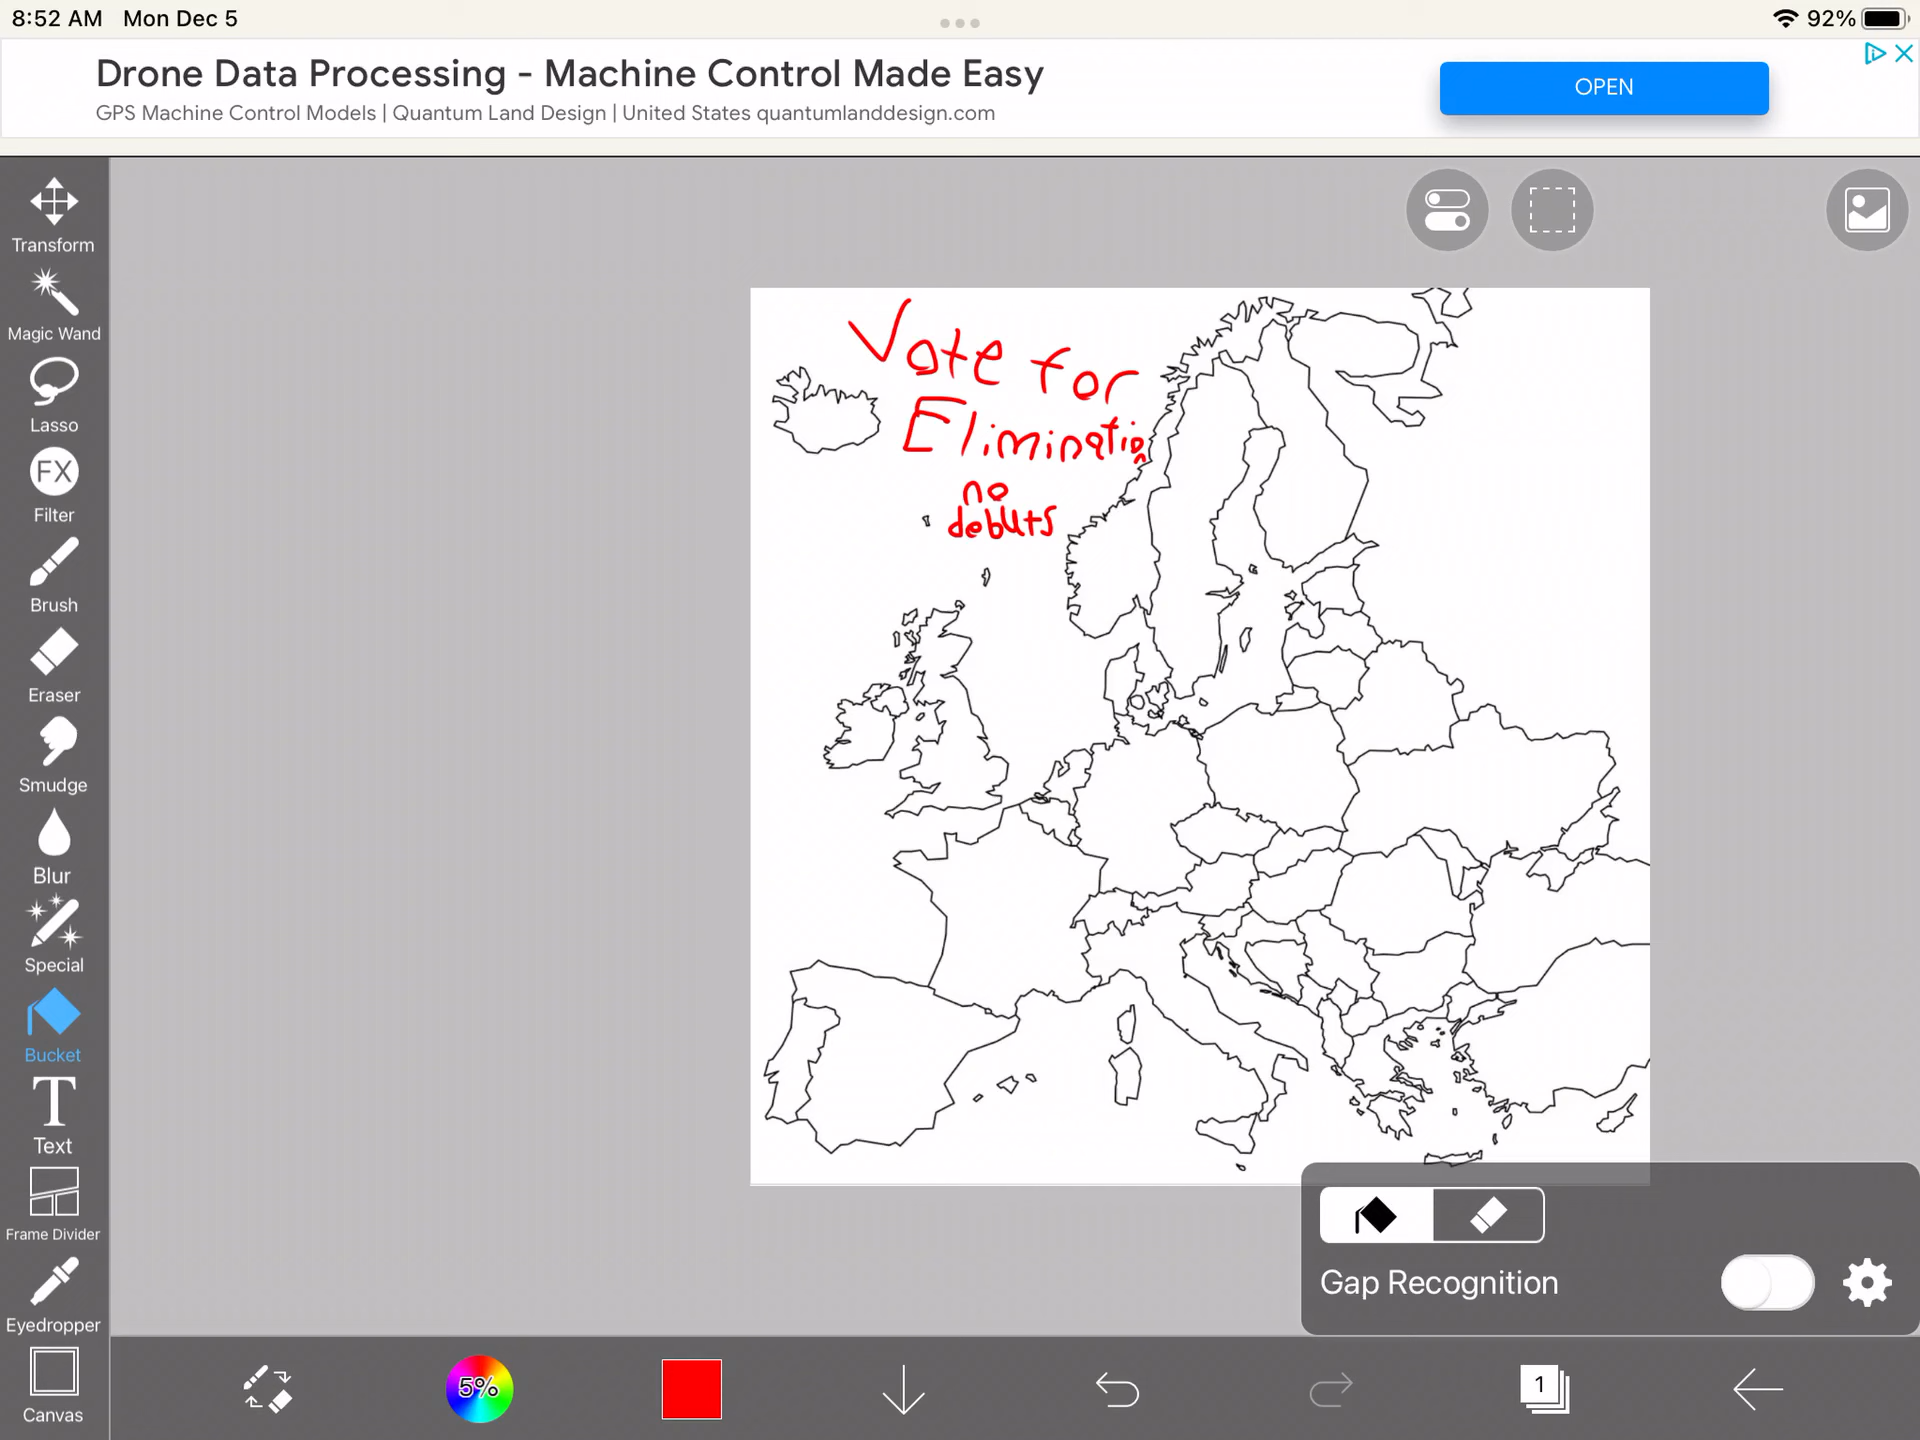 8:52 AM Mon Dec 5
92%
Drone Data Processing - Machine Control Made Easy
GPS Machine Control Models | Quantum Land Design | United States quantumlanddesign.com
OPEN
Transform
Magic Wand
Lasso
FX
Filter
Brush
Eraser
Smudge
Blur
Special
Bucket
T
Text
Frame Divider
Eyedropper
Canvas
Vote for
Elimination
no
debuts
Gap Recognition
5%
1